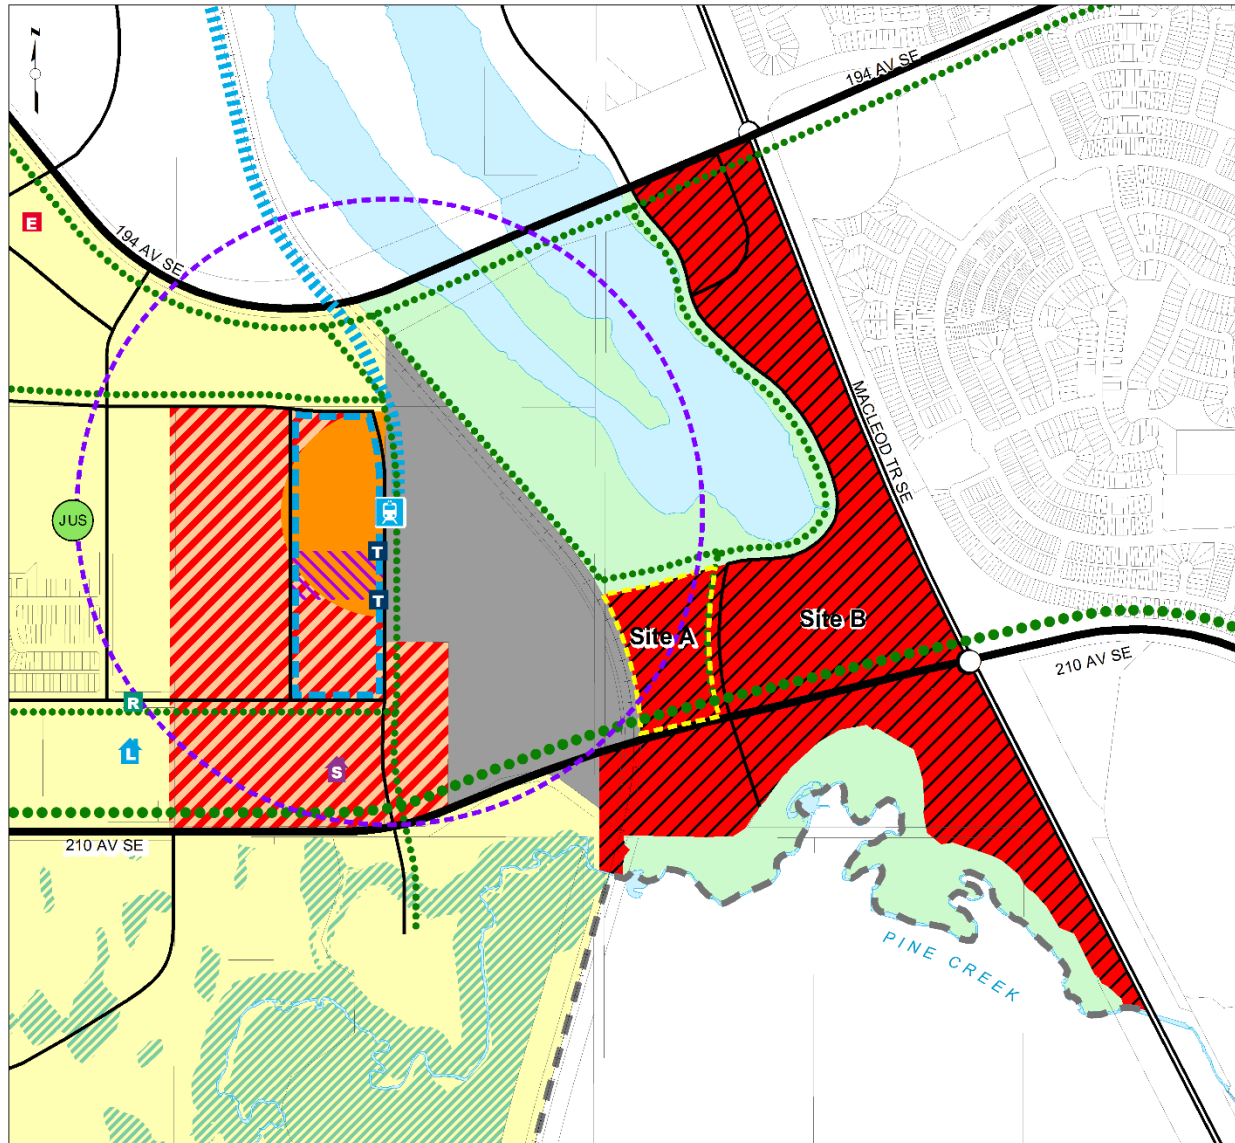 N
194 AV SE
E
194 AV SE
MACLEOD TR SE
JUS
T
T
Site A
Site B
210 AV SE
R
L
S
210 AV SE
PINE CREEK